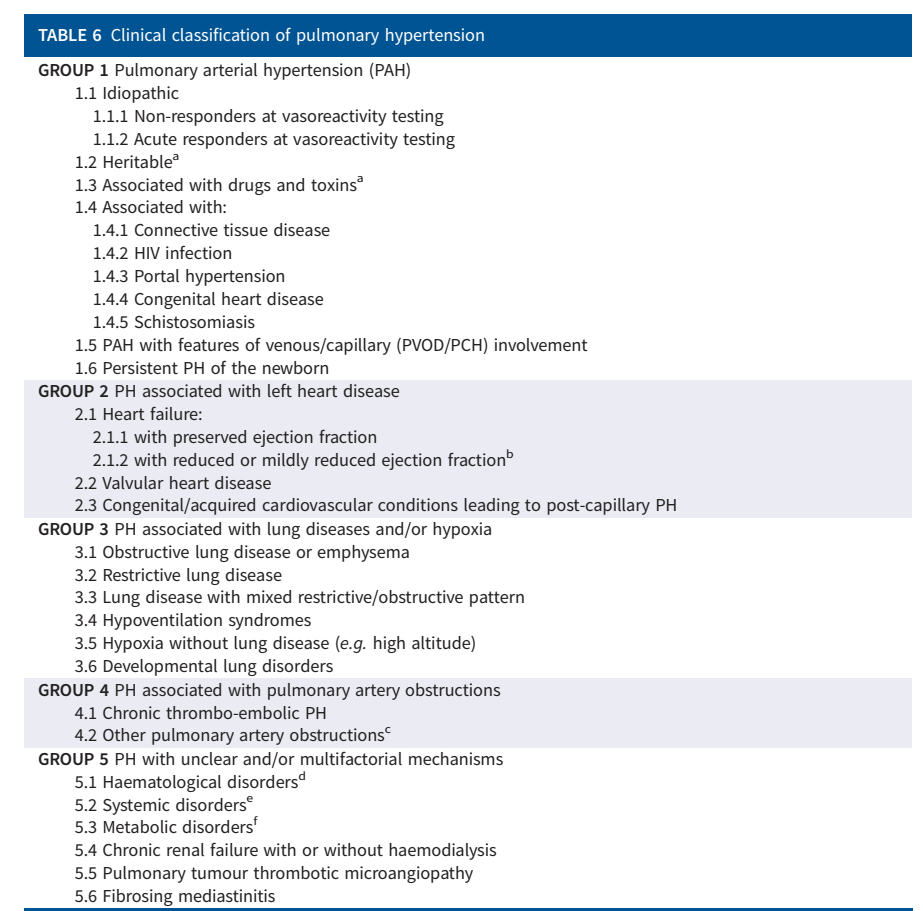 TABLE 6 Clinical classification of pulmonary hypertension
GROUP 1 Pulmonary arterial hypertension (PAH)
1.1 Idiopathic
1.1.1 Non-responders at vasoreactivity testing
1.1.2 Acute responders at vasoreactivity testing
1.2 Heritableᵃ
1.3 Associated with drugs and toxinsᵃ
1.4 Associated with:
1.4.1 Connective tissue disease
1.4.2 HIV infection
1.4.3 Portal hypertension
1.4.4 Congenital heart disease
1.4.5 Schistosomiasis
1.5 PAH with features of venous/capillary (PVOD/PCH) involvement
1.6 Persistent PH of the newborn
GROUP 2 PH associated with left heart disease
2.1 Heart failure:
2.1.1 with preserved ejection fraction
2.1.2 with reduced or mildly reduced ejection fractionᵇ
2.2 Valvular heart disease
2.3 Congenital/acquired cardiovascular conditions leading to post-capillary PH
GROUP 3 PH associated with lung diseases and/or hypoxia
3.1 Obstructive lung disease or emphysema
3.2 Restrictive lung disease
3.3 Lung disease with mixed restrictive/obstructive pattern
3.4 Hypoventilation syndromes
3.5 Hypoxia without lung disease (e.g. high altitude)
3.6 Developmental lung disorders
GROUP 4 PH associated with pulmonary artery obstructions
4.1 Chronic thrombo-embolic PH
4.2 Other pulmonary artery obstructionsᶜ
GROUP 5 PH with unclear and/or multifactorial mechanisms
5.1 Haematological disordersᵈ
5.2 Systemic disordersᵉ
5.3 Metabolic disordersᶠ
5.4 Chronic renal failure with or without haemodialysis
5.5 Pulmonary tumour thrombotic microangiopathy
5.6 Fibrosing mediastinitis